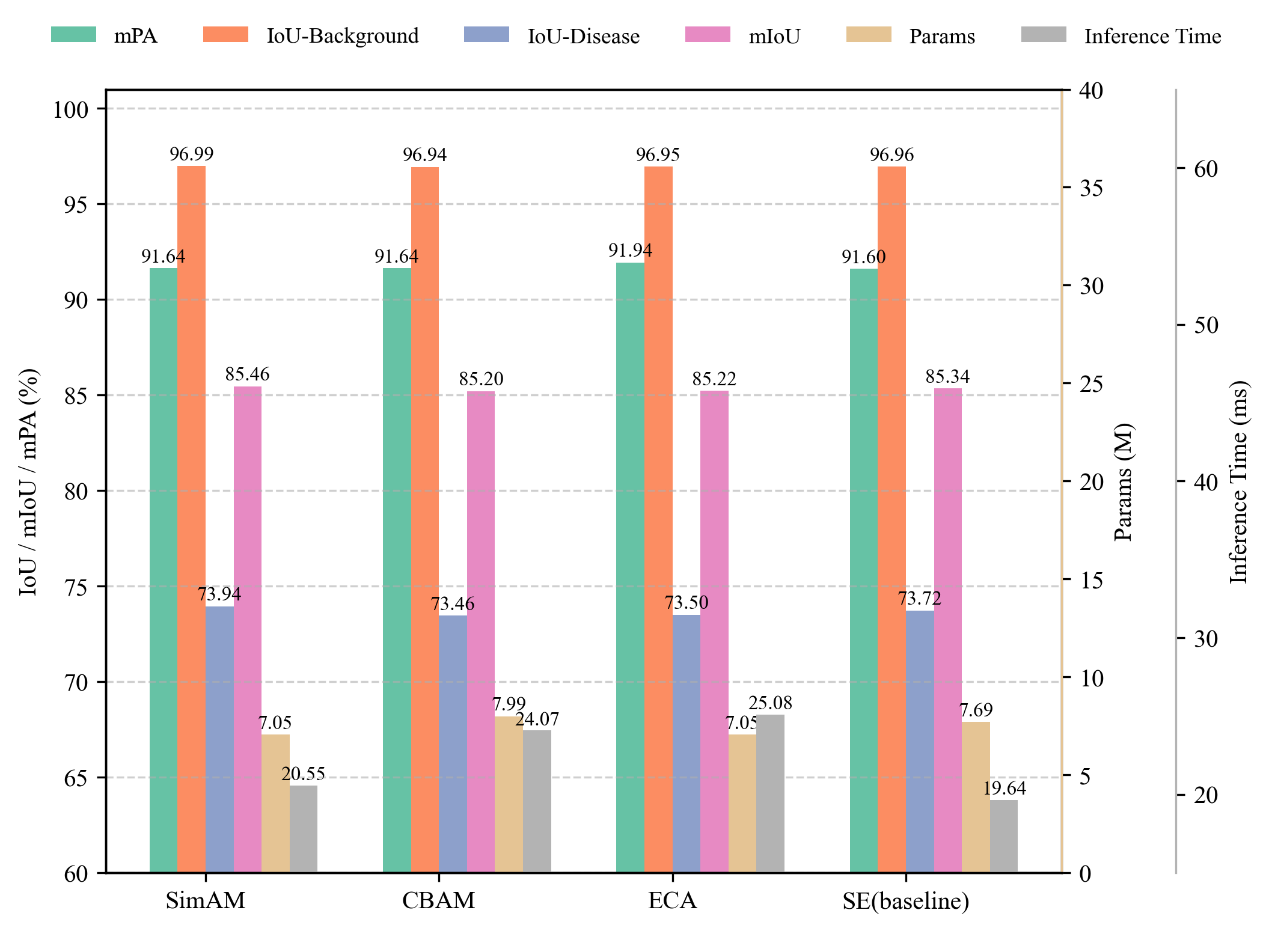 mPA IoU-Background IoU-Disease mIoU Params Inference Time
IoU / mIoU / mPA (%)
100
95
90
85
80
75
70
65
60
91.64 96.99 73.94 85.46 7.05 20.55
91.64 96.94 73.46 85.20 7.99 24.07
91.94 96.95 73.50 85.22 7.05 25.08
91.60 96.96 73.72 85.34 7.69 19.64
SimAM CBAM ECA SE(baseline)
40
35
30
25
20
15
10
5
0
Params (M)
60
50
40
30
20
Inference Time (ms)